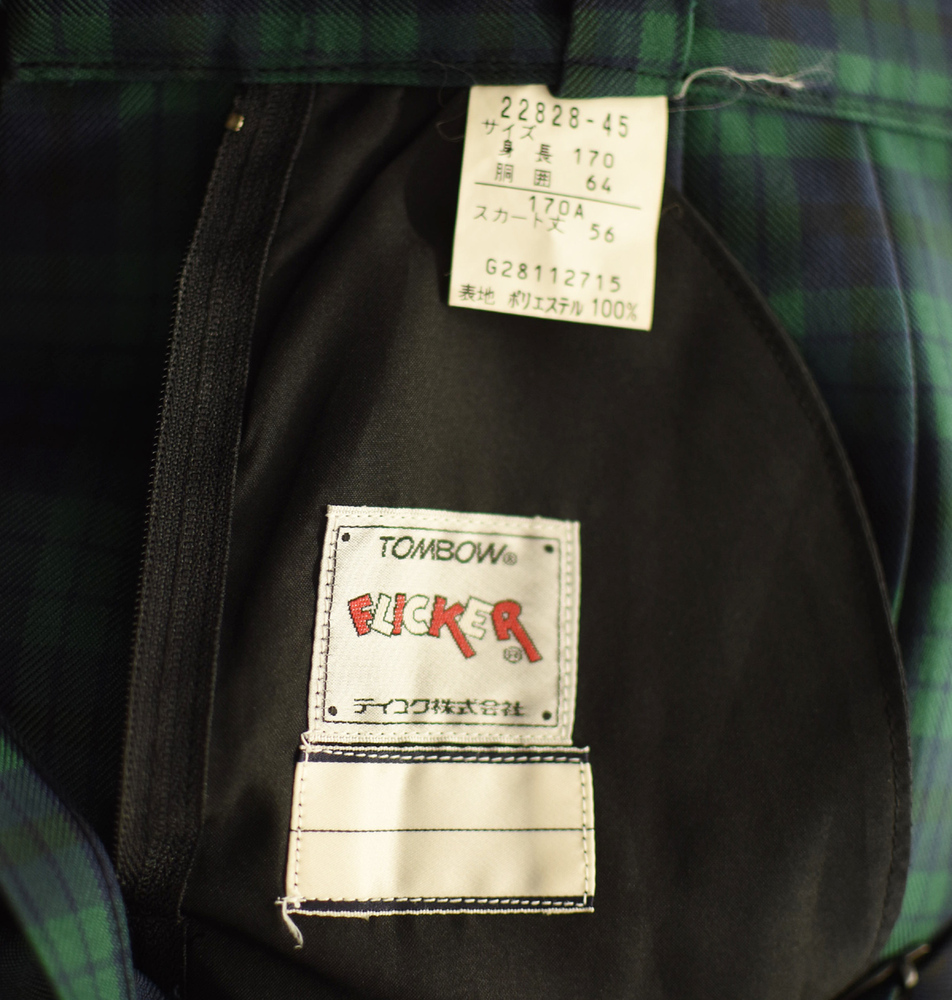 22828-45
サイズ
身長 170
胴囲 64
170A
スカート丈 56
G28112715
表地 ポリエステル 100%
TOMBOW®
FLICKER
®
テイコク株式会社